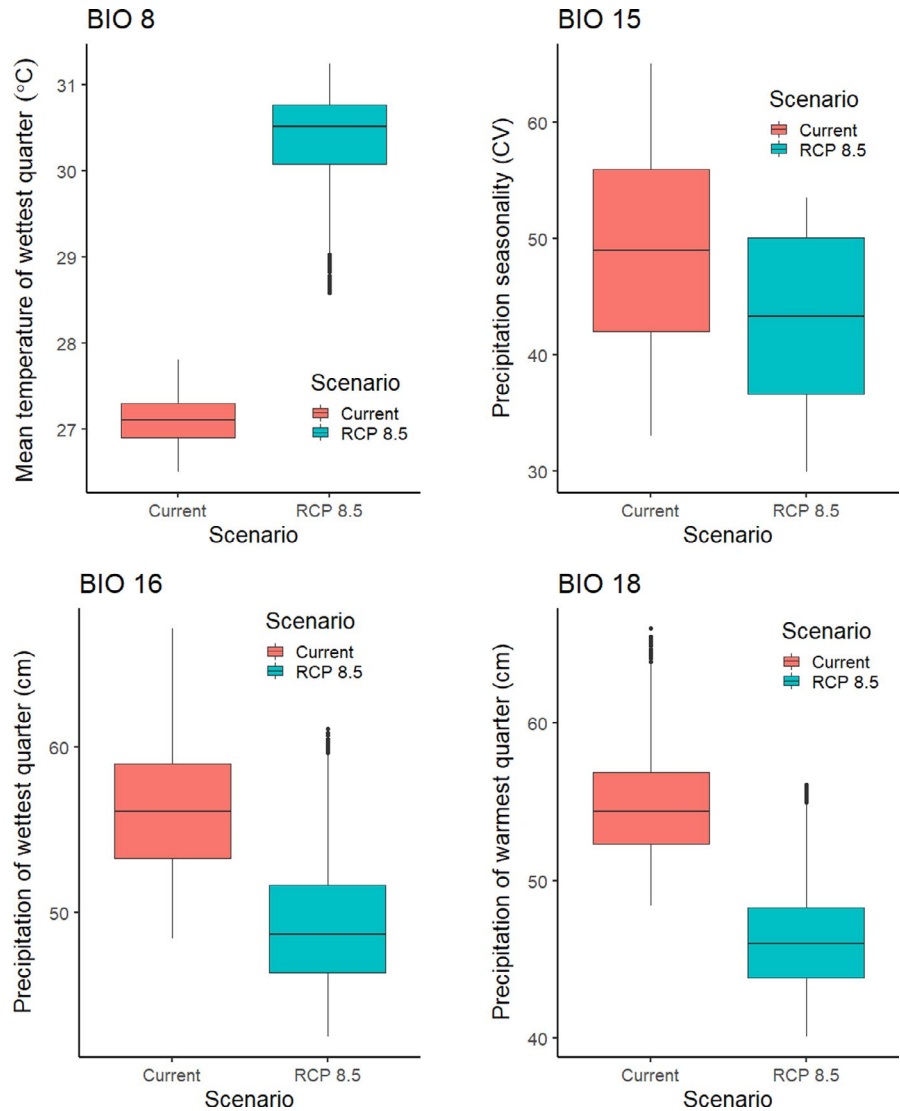 BIO 8
Mean temperature of wettest quarter (°C)
31
30
29
28
27
Scenario
Current
RCP 8.5
Current RCP 8.5
Scenario
BIO 15
Precipitation seasonality (CV)
60
50
40
30
Scenario
Current
RCP 8.5
Current RCP 8.5
Scenario
BIO 16
Precipitation of wettest quarter (cm)
60
50
Scenario
Current
RCP 8.5
Current RCP 8.5
Scenario
BIO 18
Precipitation of warmest quarter (cm)
60
50
40
Scenario
Current
RCP 8.5
Current RCP 8.5
Scenario